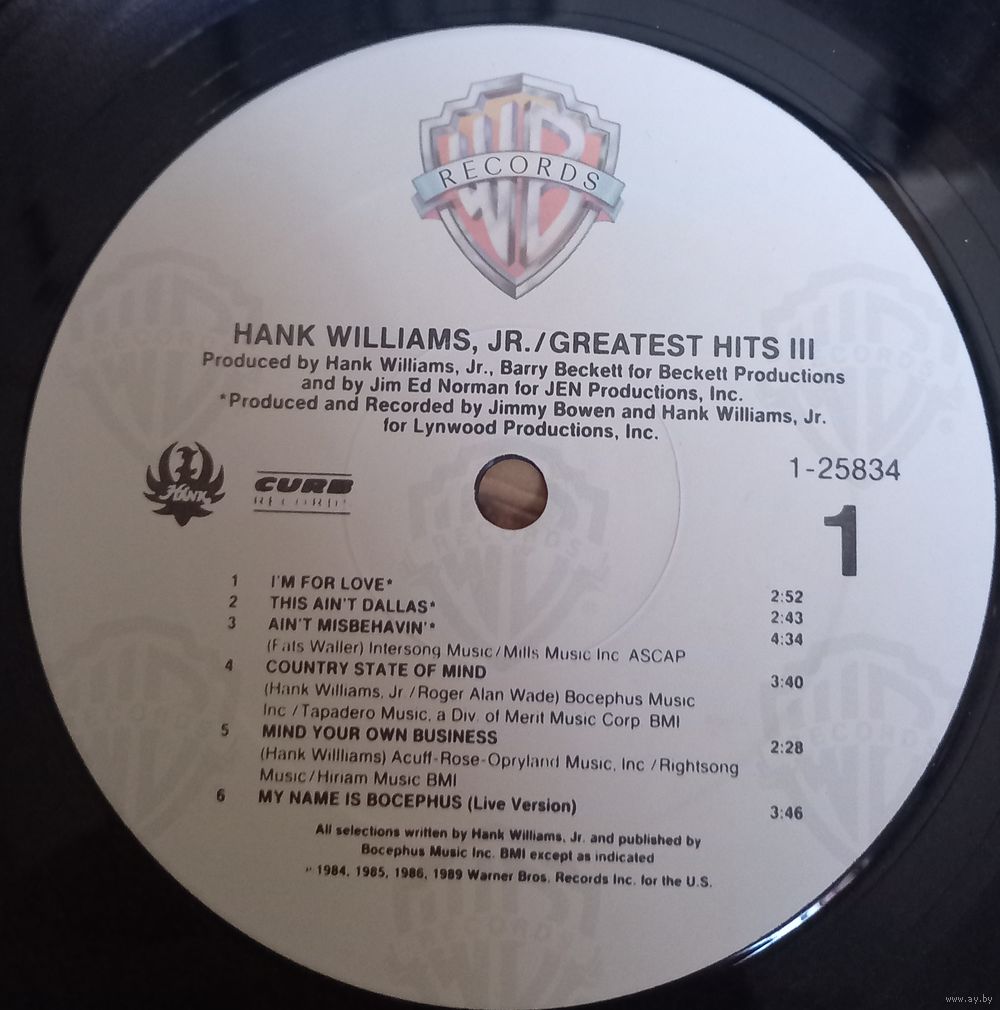 WB
RECORDS
HANK WILLIAMS, JR./GREATEST HITS III
Produced by Hank Williams, Jr., Barry Beckett for Beckett Productions
and by Jim Ed Norman for JEN Productions, Inc.
*Produced and Recorded by Jimmy Bowen and Hank Williams, Jr.
for Lynwood Productions, Inc.
HANK
CURB
RECORDS
1-25834
1
1 I'M FOR LOVE* 2:52
2 THIS AIN'T DALLAS* 2:43
3 AIN'T MISBEHAVIN'* 4:34
(Fats Waller) Intersong Music/Mills Music Inc ASCAP
4 COUNTRY STATE OF MIND 3:40
(Hank Williams, Jr /Roger Alan Wade) Bocephus Music
Inc /Tapadero Music, a Div. of Merit Music Corp BMI
5 MIND YOUR OWN BUSINESS 2:28
(Hank Willliams) Acuff-Rose-Opryland Music, Inc /Rightsong
Music/Hiriam Music BMI
6 MY NAME IS BOCEPHUS (Live Version) 3:46
All selections written by Hank Williams, Jr. and published by
Bocephus Music Inc. BMI except as indicated
1984, 1985, 1986, 1989 Warner Bros. Records Inc. for the U.S.
www.ay.by